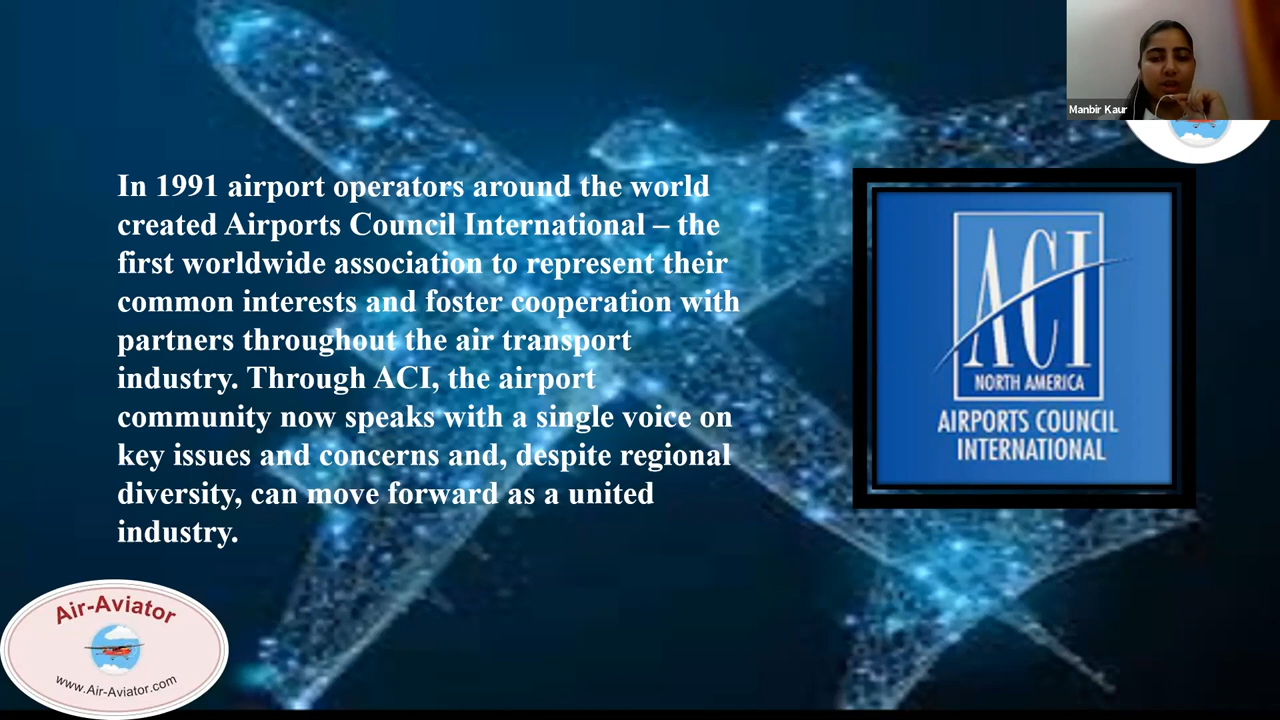 Manbir Kaur
In 1991 airport operators around the world
created Airports Council International – the
first worldwide association to represent their
common interests and foster cooperation with
partners throughout the air transport
industry. Through ACI, the airport
community now speaks with a single voice on
key issues and concerns and, despite regional
diversity, can move forward as a united
industry.
ACI
NORTH AMERICA
AIRPORTS COUNCIL
INTERNATIONAL
Air-Aviator
www.Air-Aviator.com